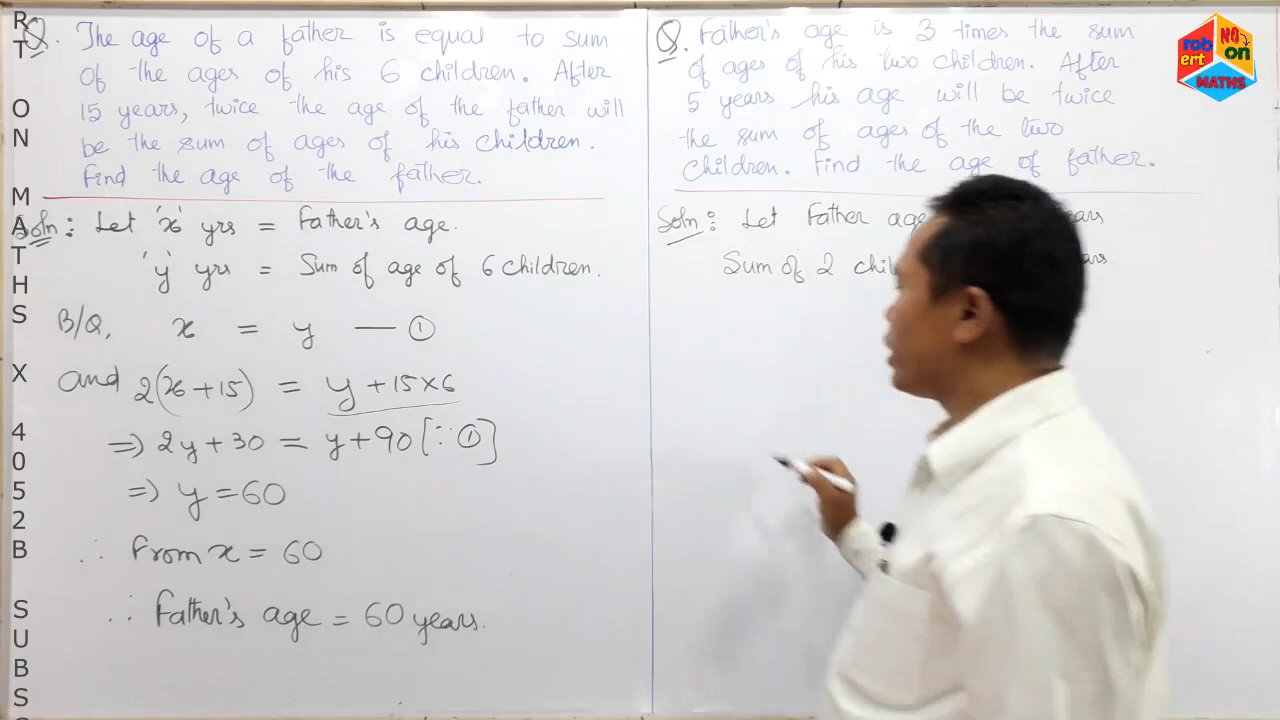 Q. The age of a father is equal to sum
of the ages of his 6 children. After
15 years, twice the age of the father will
be the sum of ages of his children.
Find the age of the father.
Soln: Let 'x' yrs = Father's age.
'y' yrs = Sum of age of 6 children.
B/Q, x = y — ①
and 2(x+15) = y + 15×6
⇒ 2y + 30 = y + 90 [∵ ①]
⇒ y = 60
∴ From x = 60
∴ Father's age = 60 years.
Q. Father's age is 3 times the sum
of ages of his two children. After
5 years his age will be twice
the sum of ages of the two
children. Find the age of father.
Soln: Let Father age
Sum of 2
RT ON MATHS X 4052B SUBS
robert NO on
MATHS